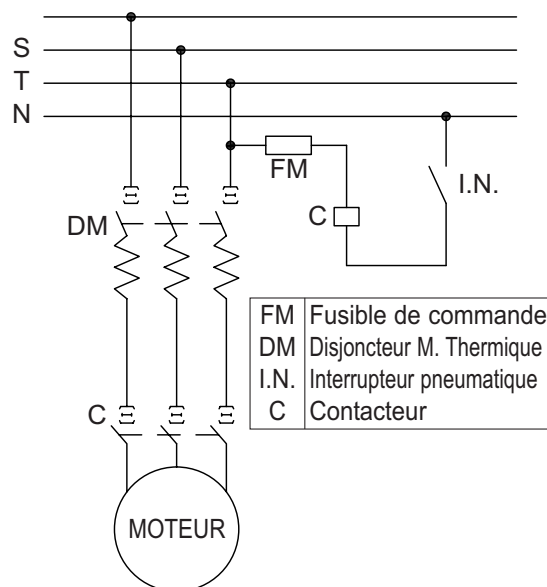 S
T
N
FM
I.N.
C
DM
FM Fusible de commande
DM Disjoncteur M. Thermique
I.N. Interrupteur pneumatique
C Contacteur
C
MOTEUR